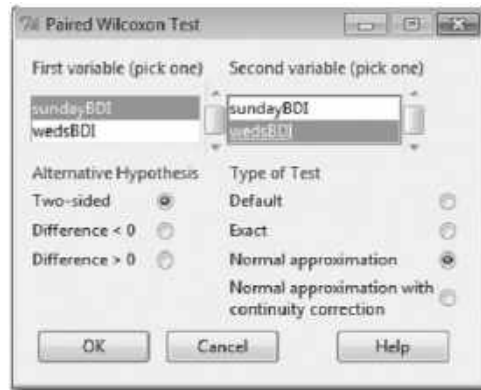 Paired Wilcoxon Test
First variable (pick one) Second variable (pick one)
sundayBDI sundayBDI
wedsBDI wedsBDI
Alternative Hypothesis Type of Test
Two-sided Default
Difference < 0 Exact
Difference > 0 Normal approximation
Normal approximation with
continuity correction
OK Cancel Help